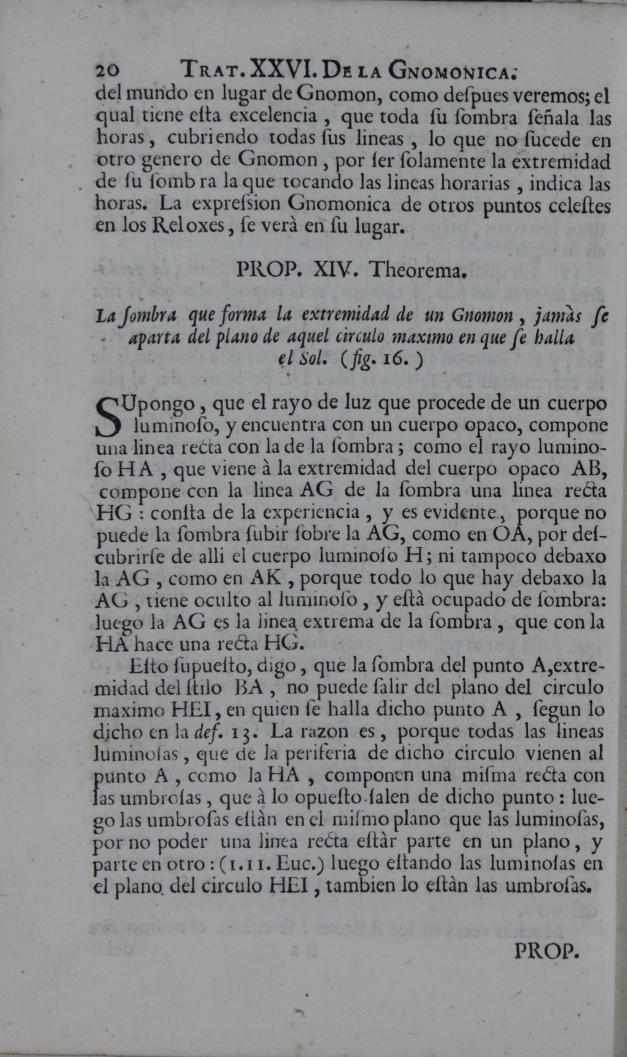 20 TRAT. XXVI. DE LA GNOMONICA.
del mundo en lugar de Gnomon, como deſpues veremos; el
qual tiene eſta excelencia, que toda ſu ſombra ſeñala las
horas, cubriendo todas ſus lineas, lo que no ſucede en
otro genero de Gnomon, por ſer ſolamente la extremidad
de ſu ſombra la que tocando las lineas horarias, indica las
horas. La expreſsion Gnomonica de otros puntos celeſtes
en los Reloxes, ſe verà en ſu lugar.
PROP. XIV. Theorema.
La ſombra que forma la extremidad de un Gnomon, jamàs ſe
aparta del plano de aquel circulo maximo en que ſe halla
el Sol. (fig. 16.)
SUpongo, que el rayo de luz que procede de un cuerpo
luminoſo, y encuentra con un cuerpo opaco, compone
una linea recta con la de la ſombra; como el rayo lumino-
ſo HA, que viene à la extremidad del cuerpo opaco AB,
compone con la linea AG de la ſombra una linea recta
HG: conſta de la experiencia, y es evidente, porque no
puede la ſombra ſubir ſobre la AG, como en OA, por deſ-
cubrirſe de alli el cuerpo luminoſo H; ni tampoco debaxo
la AG, como en AK, porque todo lo que hay debaxo la
AG, tiene oculto al luminoſo, y eſtà ocupado de ſombra:
luego la AG es la linea extrema de la ſombra, que con la
HA hace una recta HG.
Eſto ſupueſto, digo, que la ſombra del punto A, extre-
midad del ſtilo BA, no puede ſalir del plano del circulo
maximo HEI, en quien ſe halla dicho punto A, ſegun lo
dicho en la def. 13. La razon es, porque todas las lineas
luminoſas, que de la periferia de dicho circulo vienen al
punto A, como la HA, componen una miſma recta con
las umbroſas, que à lo opueſto ſalen de dicho punto: lue-
go las umbroſas eſtàn en el miſmo plano que las luminoſas,
por no poder una linea recta eſtàr parte en un plano, y
parte en otro: (1.11. Euc.) luego eſtando las luminoſas en
el plano del circulo HEI, tambien lo eſtàn las umbroſas.
PROP.